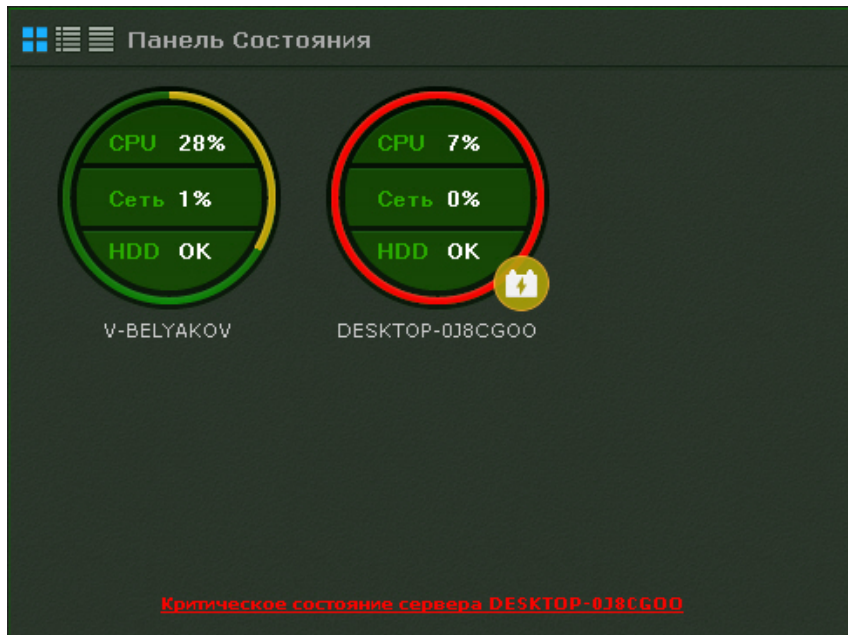 Панель Состояния
CPU 28%
Сеть 1%
HDD OK
V-BELYAKOV
CPU 7%
Сеть 0%
HDD OK
DESKTOP-0J8CGOO
Критическое состояние сервера DESKTOP-0J8CGOO